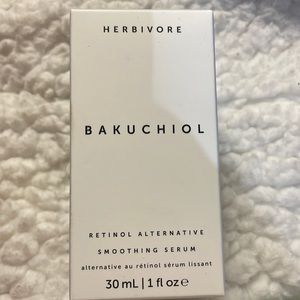 HERBIVORE
BAKUCHIOL
RETINOL ALTERNATIVE
SMOOTHING SERUM
alternative au rétinol sérum lissant
30 mL | 1 fl oz e